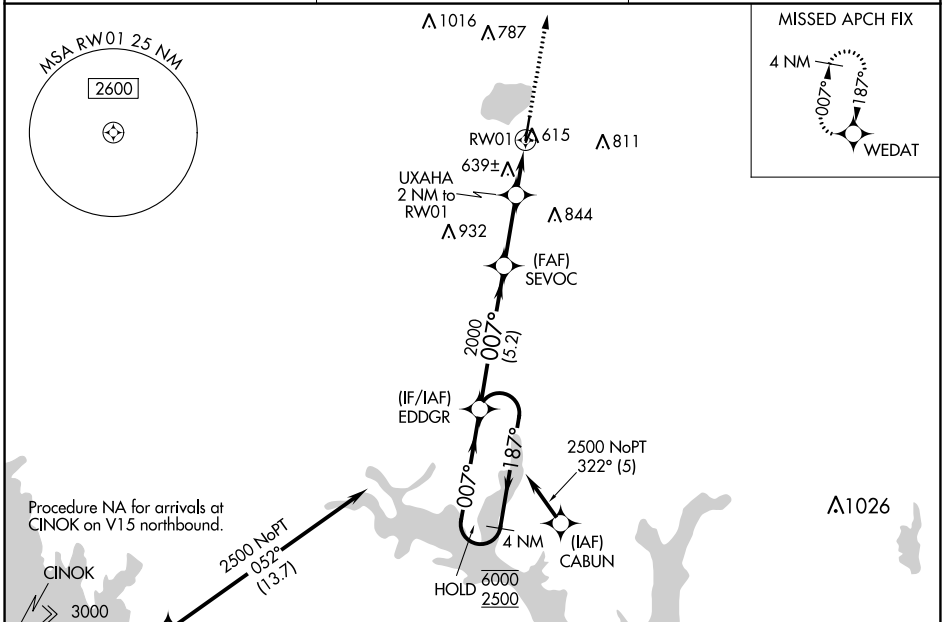 MSA RW01 25 NM
2600
1016
787
MISSED APCH FIX
4 NM
007°
187°
WEDAT
RW01
615
811
639±
UXAHA
2 NM to
RW01
844
932
(FAF)
SEVOC
2000
007°
(5.2)
(IF/IAF)
EDDGR
187°
007°
2500 NoPT
322° (5)
4 NM
(IAF)
CABUN
HOLD
6000
2500
1026
Procedure NA for arrivals at
CINOK on V15 northbound.
2500 NoPT
052°
(13.7)
CINOK
3000